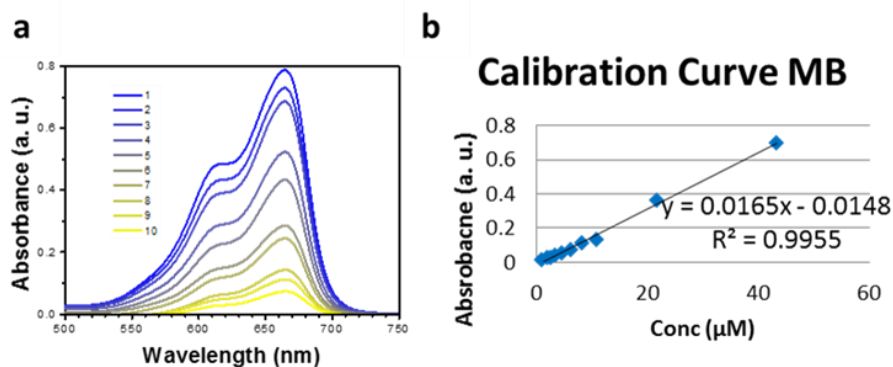 a
0.8
0.6
0.4
0.2
0.0
Absorbance (a. u.)
1
2
3
4
5
6
7
8
9
10
500 550 600 650 700 750
Wavelength (nm)
b
Calibration Curve MB
0.8
0.6
0.4
0.2
0
Absrobacne (a. u.)
y = 0.0165x - 0.0148
R² = 0.9955
0 20 40 60
Conc (µM)